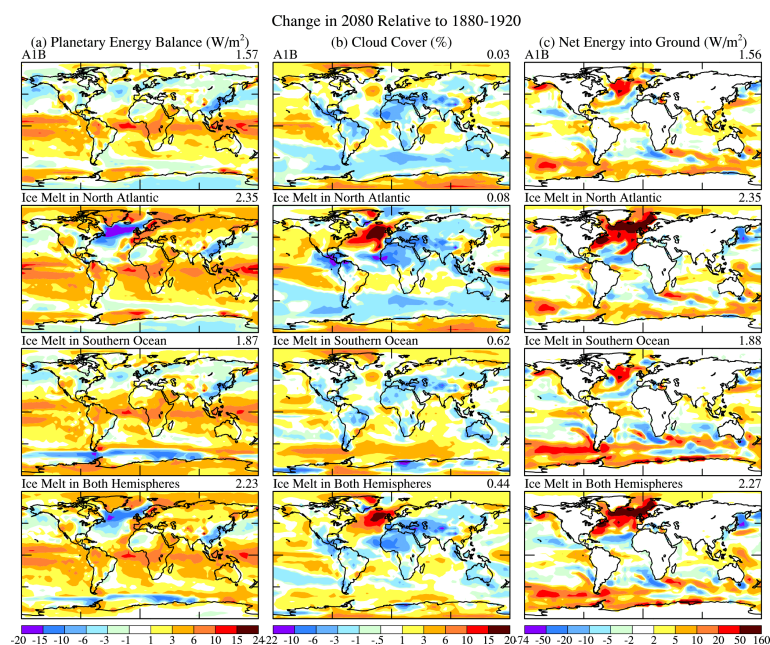 Change in 2080 Relative to 1880-1920
(a) Planetary Energy Balance (W/m²) (b) Cloud Cover (%) (c) Net Energy into Ground (W/m²)
A1B 1.57 A1B 0.03 A1B 1.56
Ice Melt in North Atlantic 2.35 Ice Melt in North Atlantic 0.08 Ice Melt in North Atlantic 2.35
Ice Melt in Southern Ocean 1.87 Ice Melt in Southern Ocean 0.62 Ice Melt in Southern Ocean 1.88
Ice Melt in Both Hemispheres 2.23 Ice Melt in Both Hemispheres 0.44 Ice Melt in Both Hemispheres 2.27
-20 -15 -10 -6 -3 -1 1 3 6 10 15 24 -22 -10 -6 -3 -1 1 3 6 10 15 20 -74 -50 -20 -10 -5 -2 2 5 10 20 50 60